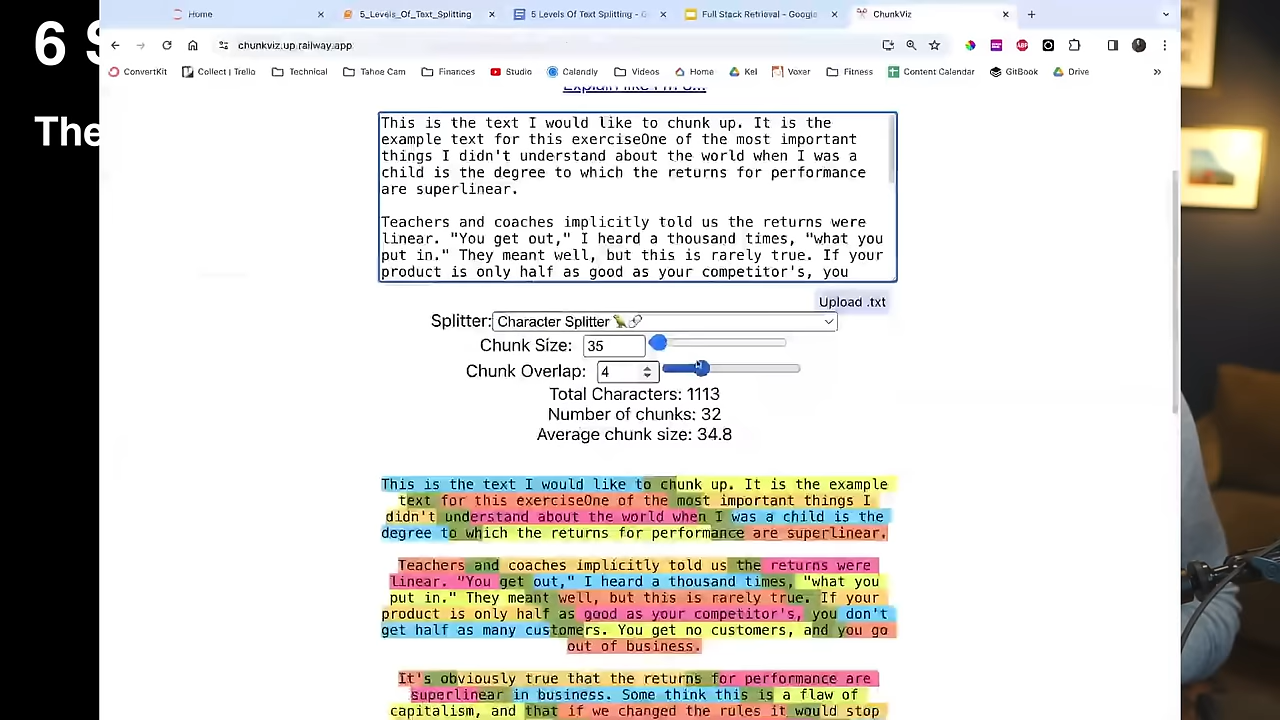 6 S
The
Home
5_Levels_Of_Text_Splitting
5 Levels Of Text Splitting - G
Full Stack Retrieval - Google
ChunkViz
chunkviz.up.railway.app
ConvertKit
Collect | Trello
Technical
Tahoe Cam
Finances
Studio
Calendly
Videos
Home
Kel
Voxer
Fitness
Content Calendar
GitBook
Drive
Explain like I'm 5...
This is the text I would like to chunk up. It is the
example text for this exerciseOne of the most important
things I didn't understand about the world when I was a
child is the degree to which the returns for performance
are superlinear.
Teachers and coaches implicitly told us the returns were
linear. "You get out," I heard a thousand times, "what you
put in." They meant well, but this is rarely true. If your
product is only half as good as your competitor's, you
Upload .txt
Splitter: Character Splitter 🦖🔗
Chunk Size: 35
Chunk Overlap: 4
Total Characters: 1113
Number of chunks: 32
Average chunk size: 34.8
This is the text I would like to chunk up. It is the example
text for this exerciseOne of the most important things I
didn't understand about the world when I was a child is the
degree to which the returns for performance are superlinear.
Teachers and coaches implicitly told us the returns were
linear. "You get out," I heard a thousand times, "what you
put in." They meant well, but this is rarely true. If your
product is only half as good as your competitor's, you don't
get half as many customers. You get no customers, and you go
out of business.
It's obviously true that the returns for performance are
superlinear in business. Some think this is a flaw of
capitalism, and that if we changed the rules it would stop